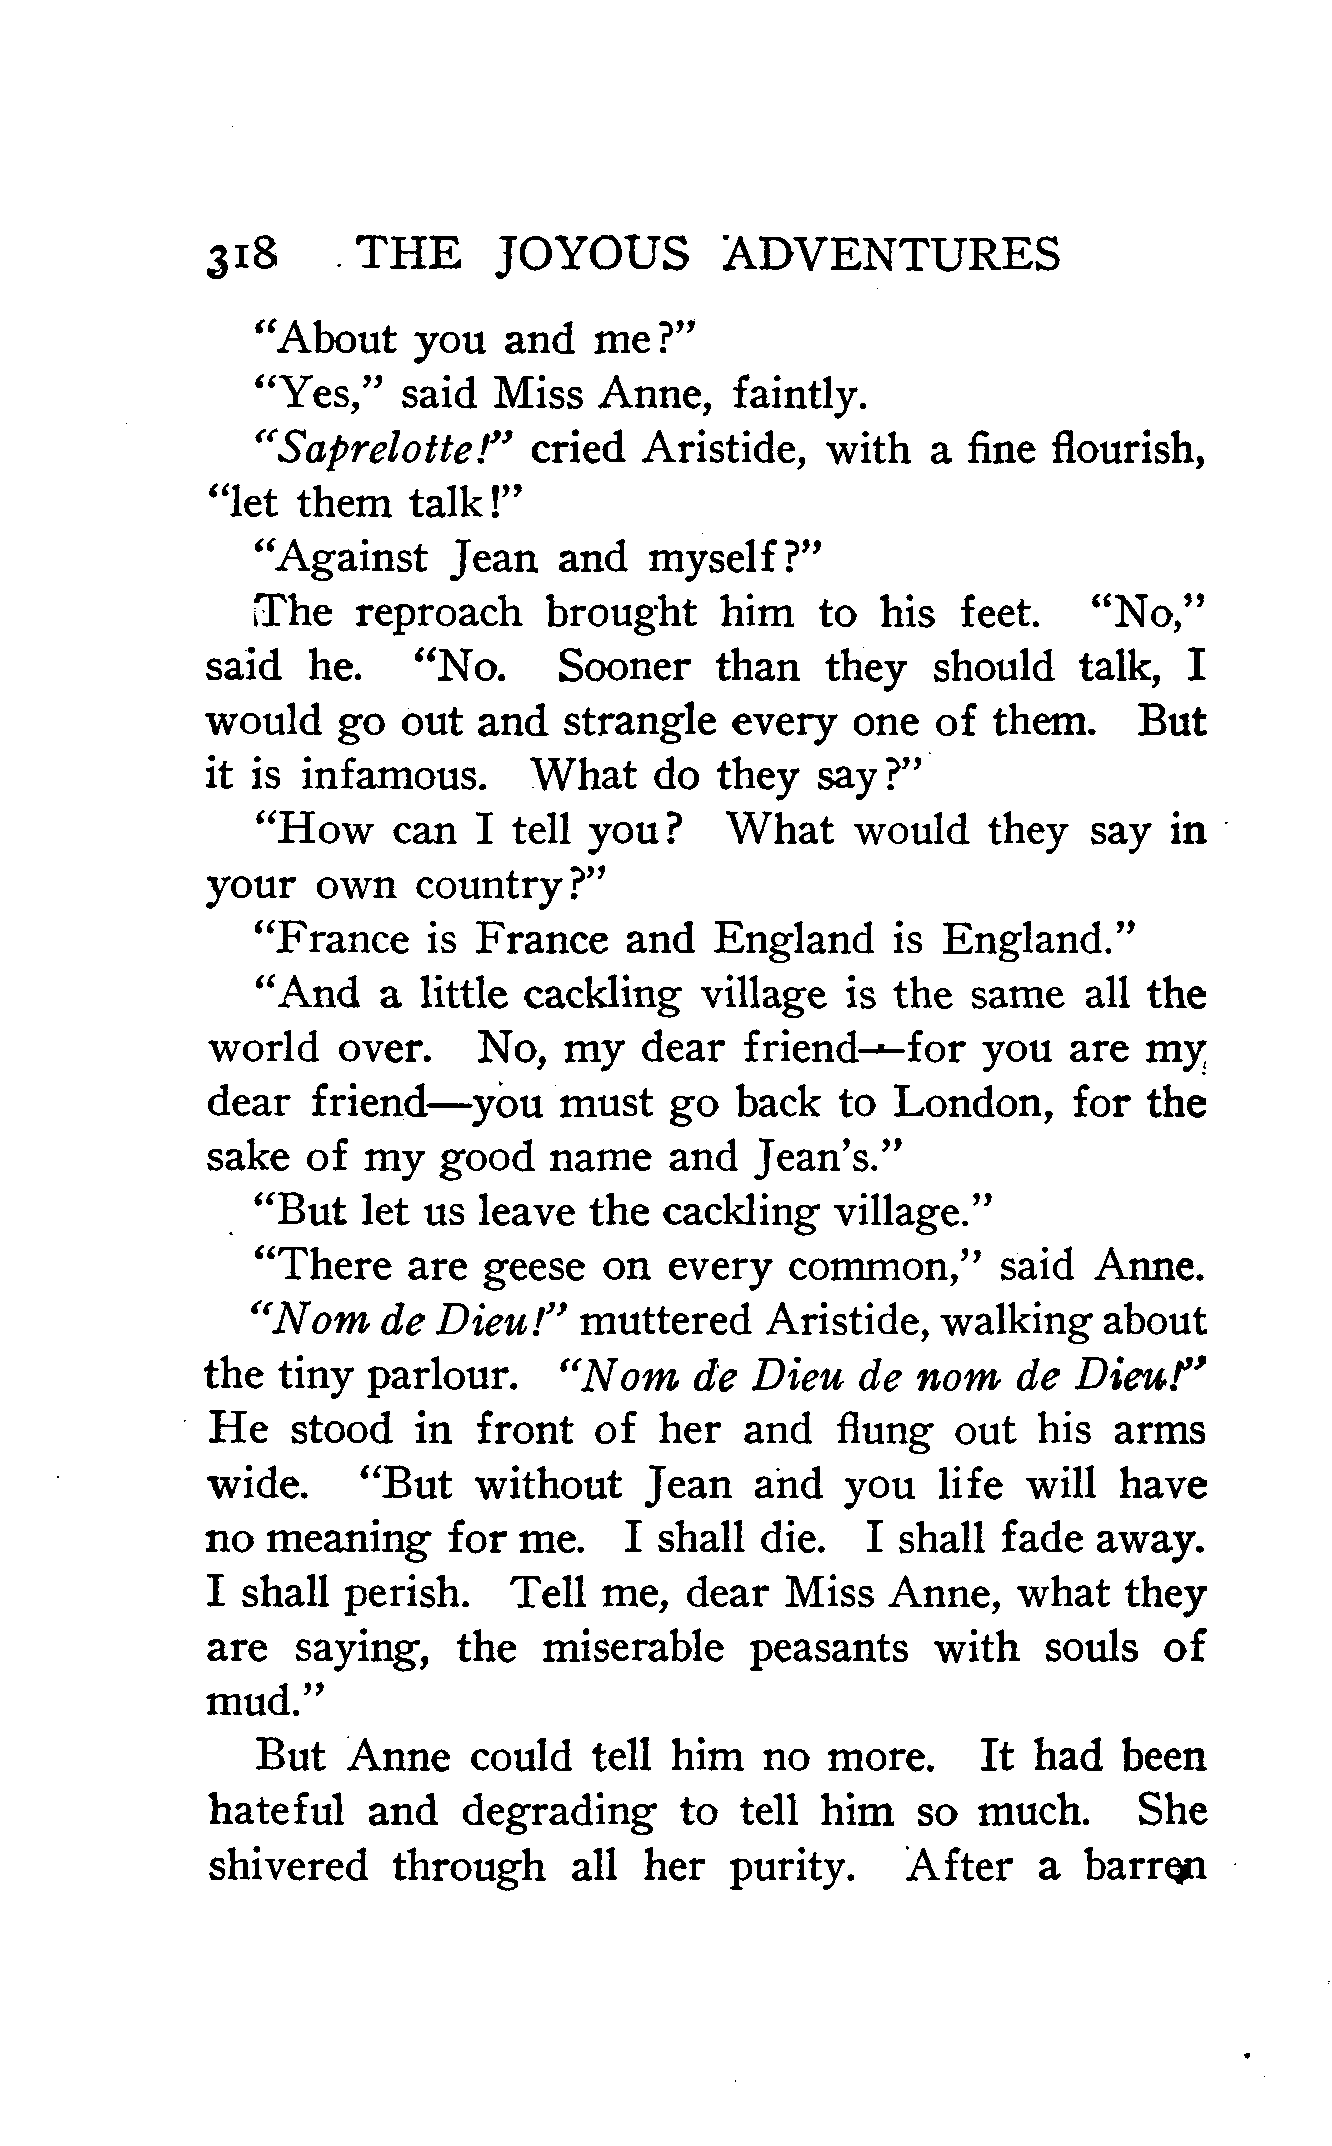 318 THE JOYOUS ADVENTURES
“About you and me?”
“Yes,” said Miss Anne, faintly.
“Saprelotte!” cried Aristide, with a fine flourish,
“let them talk!”
“Against Jean and myself?”
The reproach brought him to his feet. “No,”
said he. “No. Sooner than they should talk, I
would go out and strangle every one of them. But
it is infamous. What do they say?”
“How can I tell you? What would they say in
your own country?”
“France is France and England is England.”
“And a little cackling village is the same all the
world over. No, my dear friend—for you are my
dear friend—you must go back to London, for the
sake of my good name and Jean’s.”
“But let us leave the cackling village.”
“There are geese on every common,” said Anne.
“Nom de Dieu!” muttered Aristide, walking about
the tiny parlour. “Nom de Dieu de nom de Dieu!”
He stood in front of her and flung out his arms
wide. “But without Jean and you life will have
no meaning for me. I shall die. I shall fade away.
I shall perish. Tell me, dear Miss Anne, what they
are saying, the miserable peasants with souls of
mud.”
But Anne could tell him no more. It had been
hateful and degrading to tell him so much. She
shivered through all her purity. After a barren